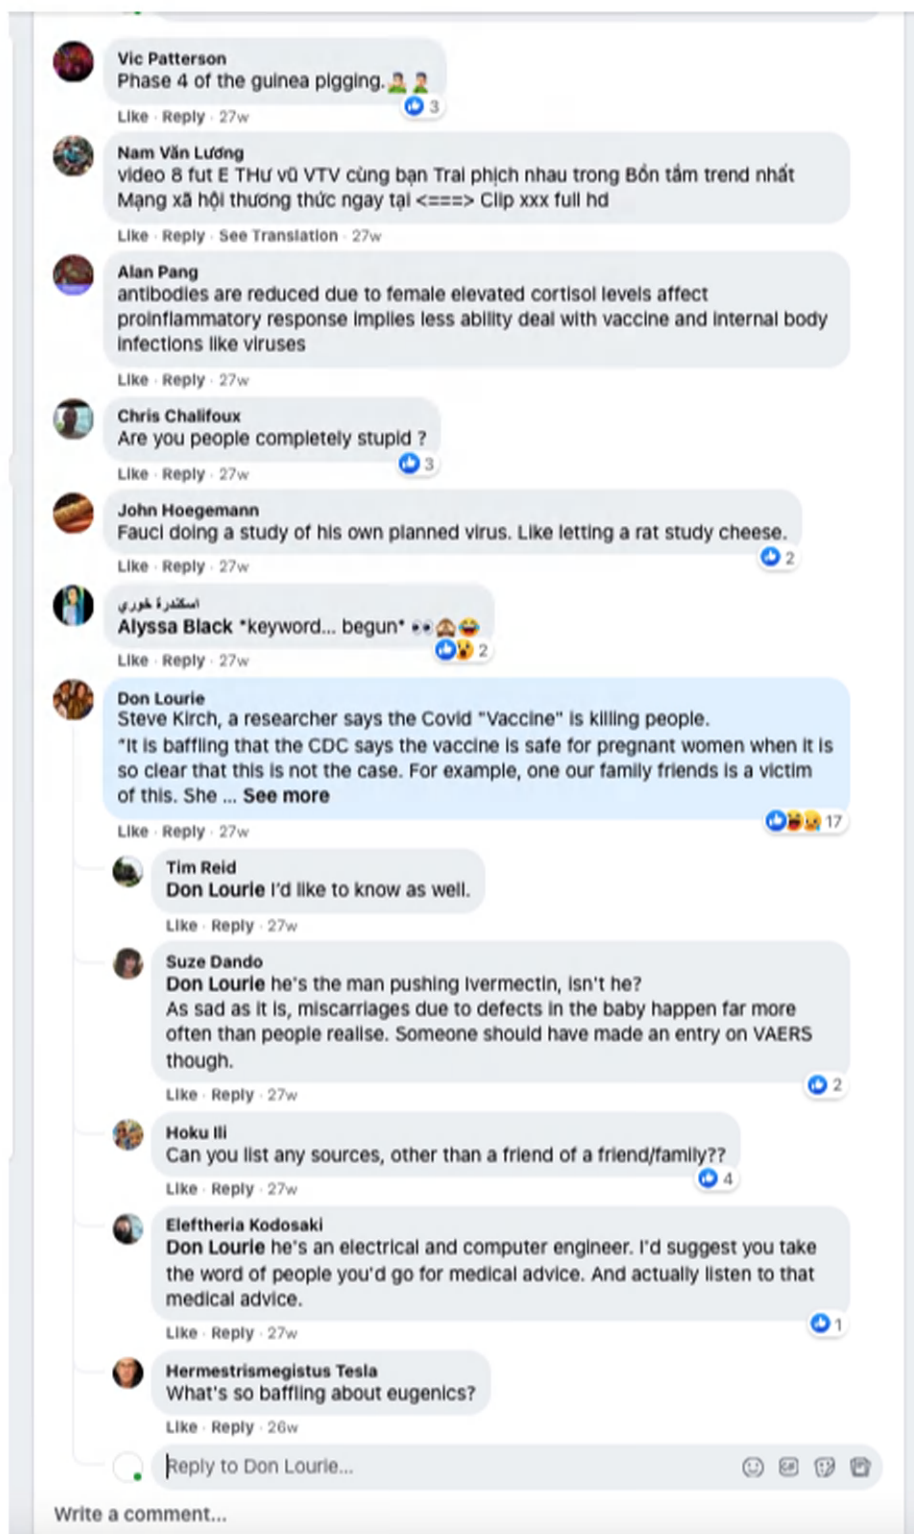 Vic Patterson
Phase 4 of the guinea pigging.🤦‍♂️🤦‍♂️
3
Like · Reply · 27w
Nam Văn Lương
video 8 fut E THư vũ VTV cùng bạn Trai phịch nhau trong Bồn tắm trend nhất
Mạng xã hội thương thức ngay tại <===> Clip xxx full hd
Like · Reply · See Translation · 27w
Alan Pang
antibodies are reduced due to female elevated cortisol levels affect
proinflammatory response implies less ability deal with vaccine and internal body
infections like viruses
Like · Reply · 27w
Chris Chalifoux
Are you people completely stupid ?
3
Like · Reply · 27w
John Hoegemann
Fauci doing a study of his own planned virus. Like letting a rat study cheese.
2
Like · Reply · 27w
اسكندرة خوري
Alyssa Black *keyword... begun* 👀🙈😂
2
Like · Reply · 27w
Don Lourie
Steve Kirch, a researcher says the Covid "Vaccine" is killing people.
"It is baffling that the CDC says the vaccine is safe for pregnant women when it is
so clear that this is not the case. For example, one our family friends is a victim
of this. She ... See more
17
Like · Reply · 27w
Tim Reid
Don Lourie I'd like to know as well.
Like · Reply · 27w
Suze Dando
Don Lourie he's the man pushing Ivermectin, isn't he?
As sad as it is, miscarriages due to defects in the baby happen far more
often than people realise. Someone should have made an entry on VAERS
though.
2
Like · Reply · 27w
Hoku Ili
Can you list any sources, other than a friend of a friend/family??
4
Like · Reply · 27w
Eleftheria Kodosaki
Don Lourie he's an electrical and computer engineer. I'd suggest you take
the word of people you'd go for medical advice. And actually listen to that
medical advice.
1
Like · Reply · 27w
Hermestrismegistus Tesla
What's so baffling about eugenics?
Like · Reply · 26w
Reply to Don Lourie...
GIF
Write a comment...